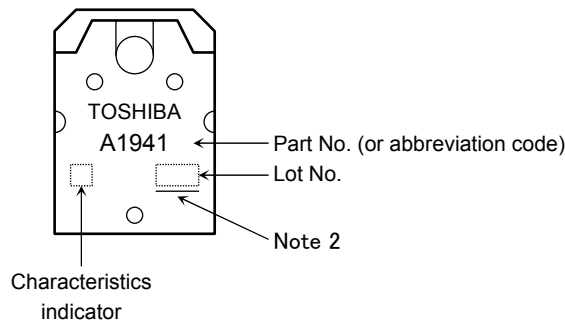 TOSHIBA
A1941
Part No. (or abbreviation code)
Lot No.
Note 2
Characteristics
indicator